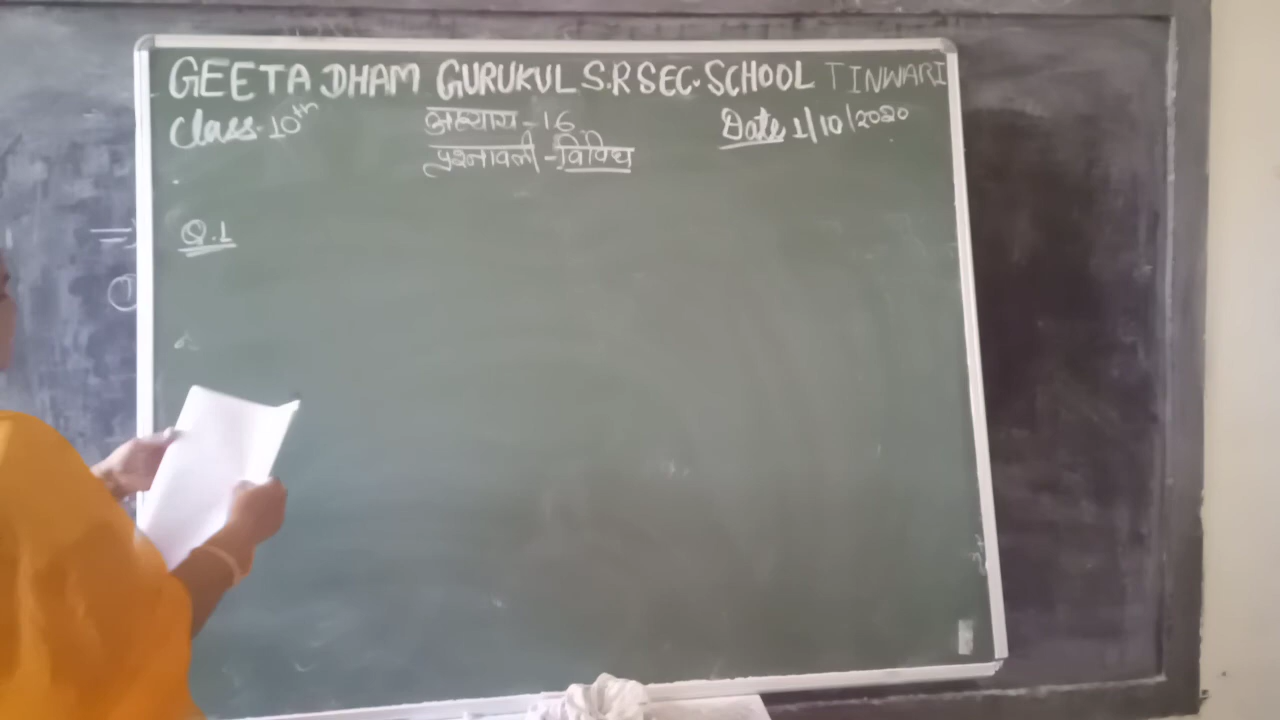 GEETA DHAM GURUKUL S.R SEC. SCHOOL TINWARI
Class-10th अध्याय-16 Date 1/10/2020
प्रश्नावली-विविध
Q.1